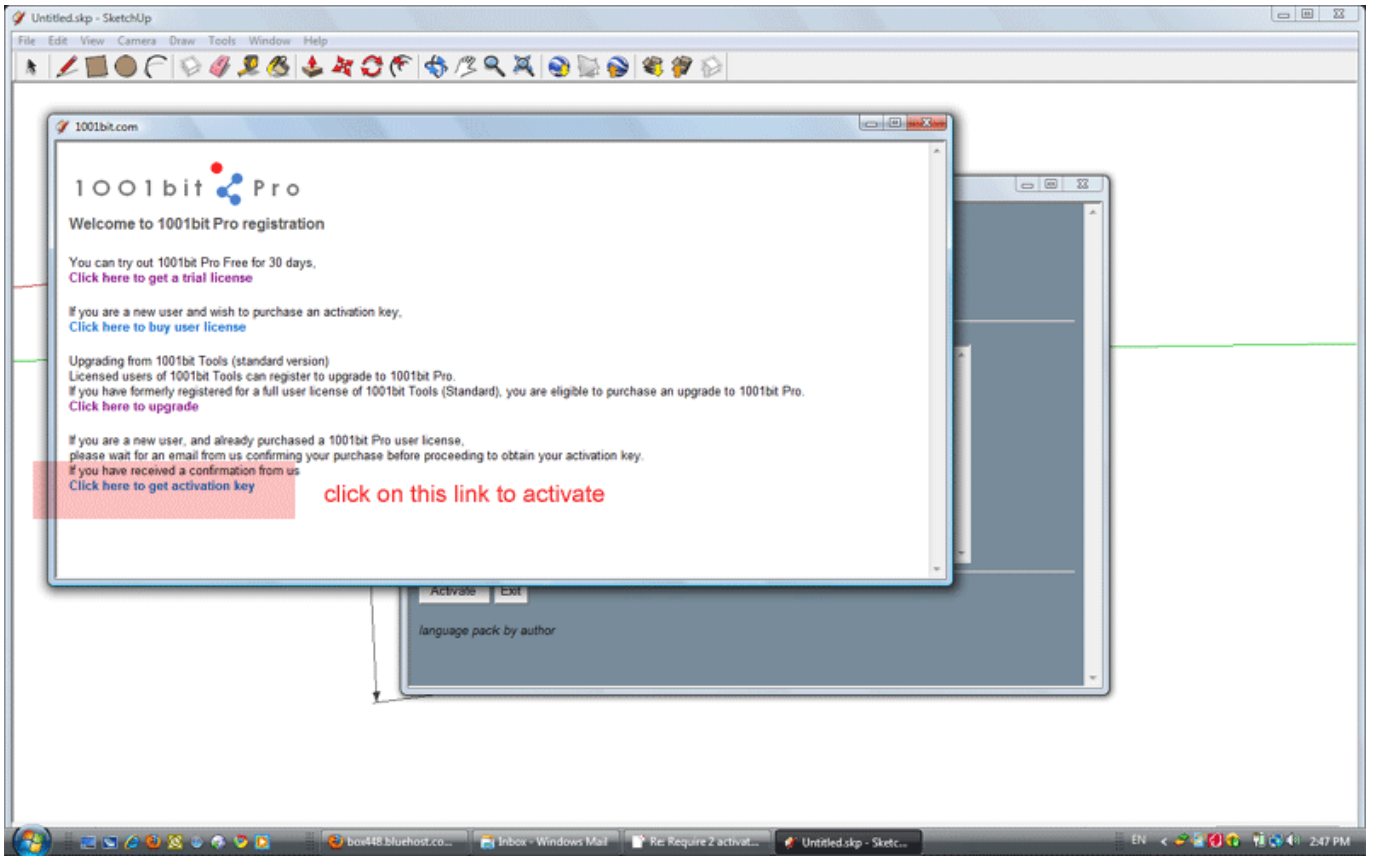 Untitled.skp - SketchUp
File Edit View Camera Draw Tools Window Help
1001bit.com
1001bit Pro
Welcome to 1001bit Pro registration
You can try out 1001bit Pro Free for 30 days,
Click here to get a trial license
If you are a new user and wish to purchase an activation key,
Click here to buy user license
Upgrading from 1001bit Tools (standard version)
Licensed users of 1001bit Tools can register to upgrade to 1001bit Pro.
If you have formerly registered for a full user license of 1001bit Tools (Standard), you are eligible to purchase an upgrade to 1001bit Pro.
Click here to upgrade
If you are a new user, and already purchased a 1001bit Pro user license,
please wait for an email from us confirming your purchase before proceeding to obtain your activation key.
If you have received a confirmation from us
Click here to get activation key
click on this link to activate
Activate Exit
language pack by author
box448.bluehost.co... Inbox - Windows Mail Re: Require 2 activat... Untitled.skp - Sketc... EN 2:47 PM